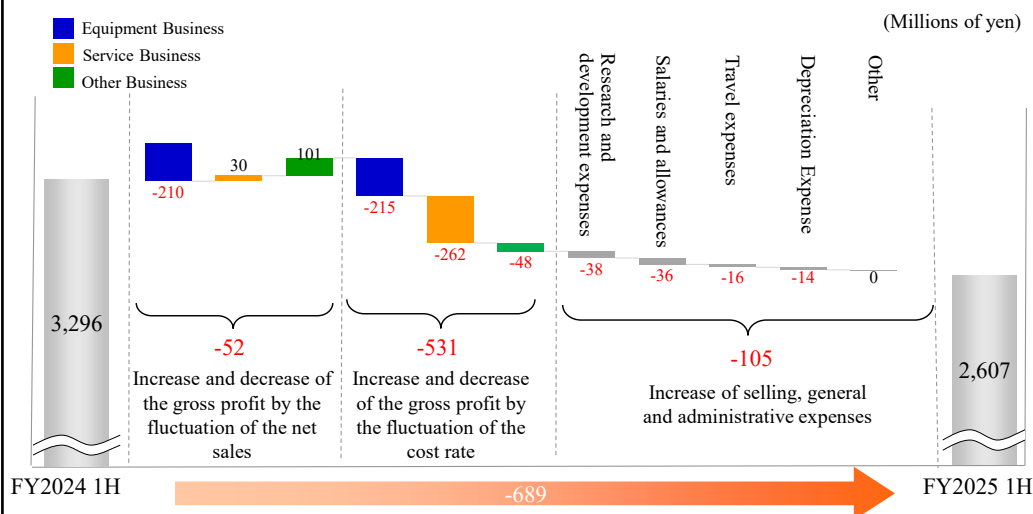 (Millions of yen)
Equipment Business
Service Business
Other Business
Research and
development expenses
Salaries and allowances
Travel expenses
Depreciation Expense
Other
-210
30
101
-215
-262
-48
-38
-36
-16
-14
0
3,296
-52
-531
-105
2,607
Increase and decrease of
the gross profit by the
fluctuation of the net
sales
Increase and decrease
of the gross profit by
the fluctuation of the
cost rate
Increase of selling, general
and administrative expenses
FY2024 1H
-689
FY2025 1H